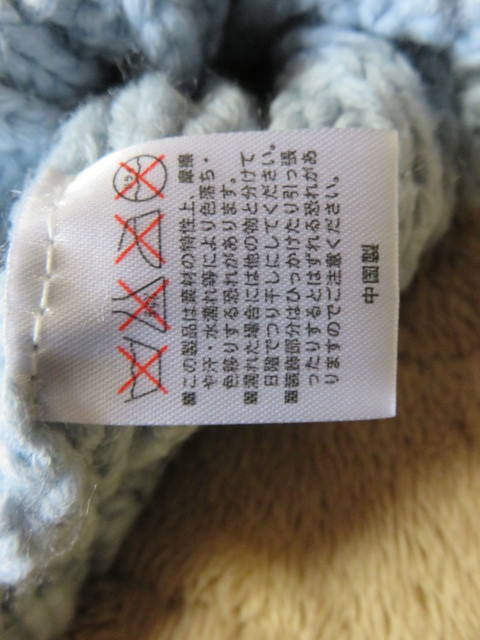 ■この製品は素材の特性上、摩擦
や汗、水濡れ等により色落ち・
色移りする恐れがあります。
■濡れた場合には他の物と分けて
日陰でつり干しにしてください。
■装飾部分はひっかけたり引っ張
ったりするとはずれる恐れがあ
りますのでご注意ください。
中国製